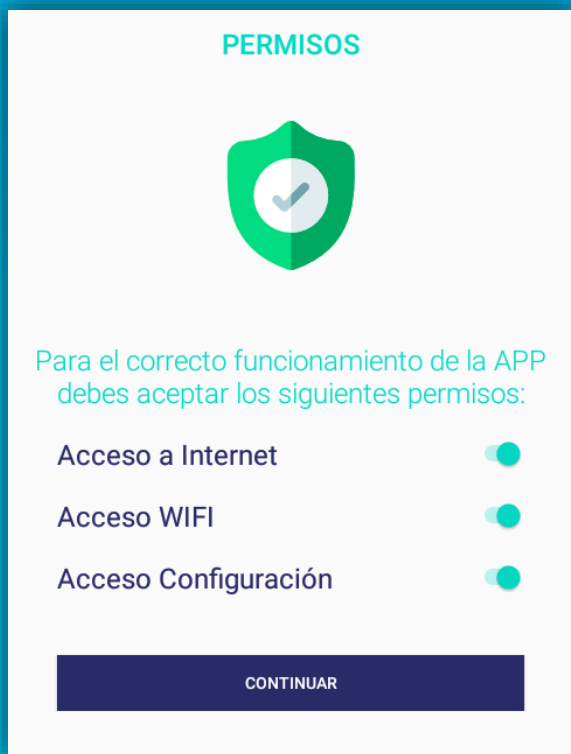 PERMISOS
Para el correcto funcionamiento de la APP
debes aceptar los siguientes permisos:
Acceso a Internet
Acceso WIFI
Acceso Configuración
CONTINUAR